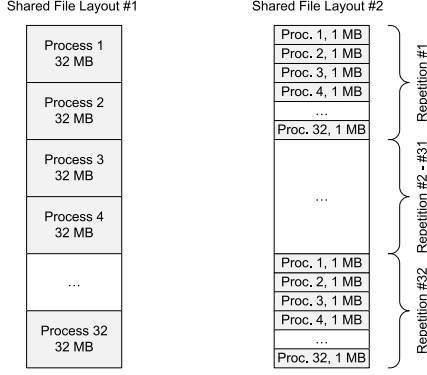 Shared File Layout #1
Process 1
32 MB
Process 2
32 MB
Process 3
32 MB
Process 4
32 MB
...
Process 32
32 MB
Shared File Layout #2
Proc. 1, 1 MB
Proc. 2, 1 MB
Proc. 3, 1 MB
Proc. 4, 1 MB
...
Proc. 32, 1 MB
...
Proc. 1, 1 MB
Proc. 2, 1 MB
Proc. 3, 1 MB
Proc. 4, 1 MB
...
Proc. 32, 1 MB
Repetition #1
Repetition #2 - #31
Repetition #32